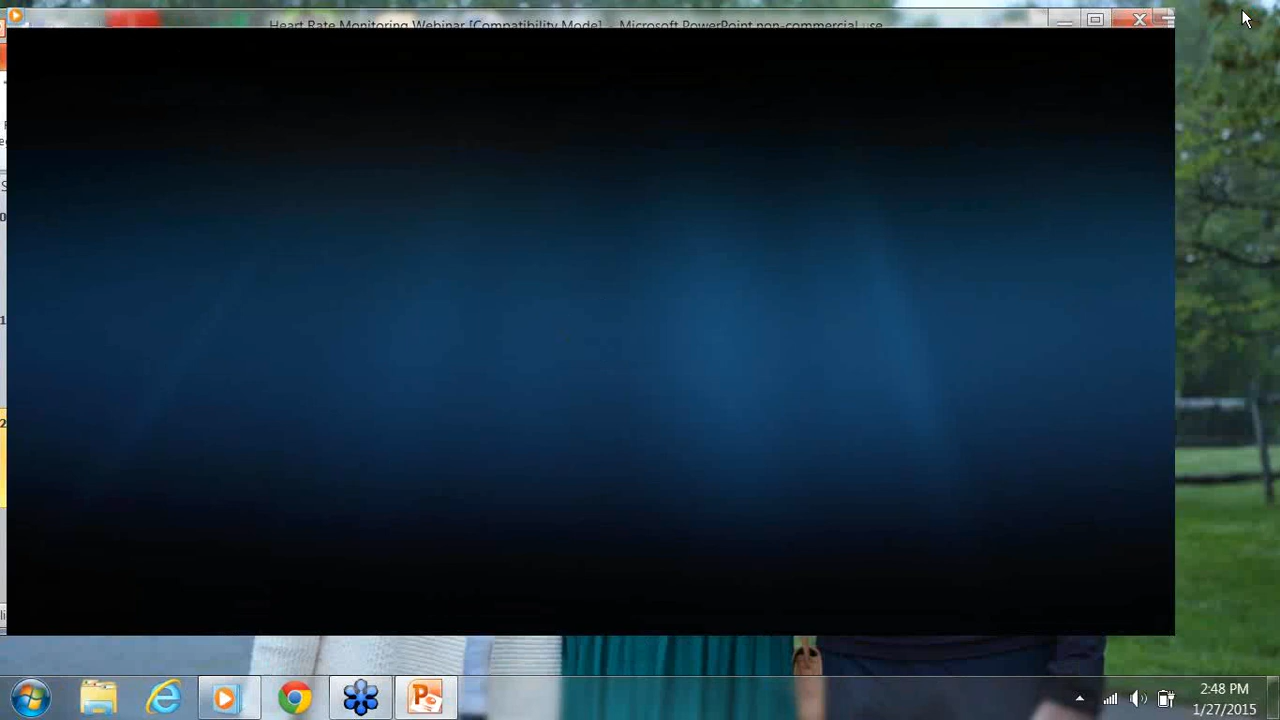 Heart Rate Monitoring Webinar [Compatibility Mode] - Microsoft PowerPoint non-commercial use
2:48 PM
1/27/2015